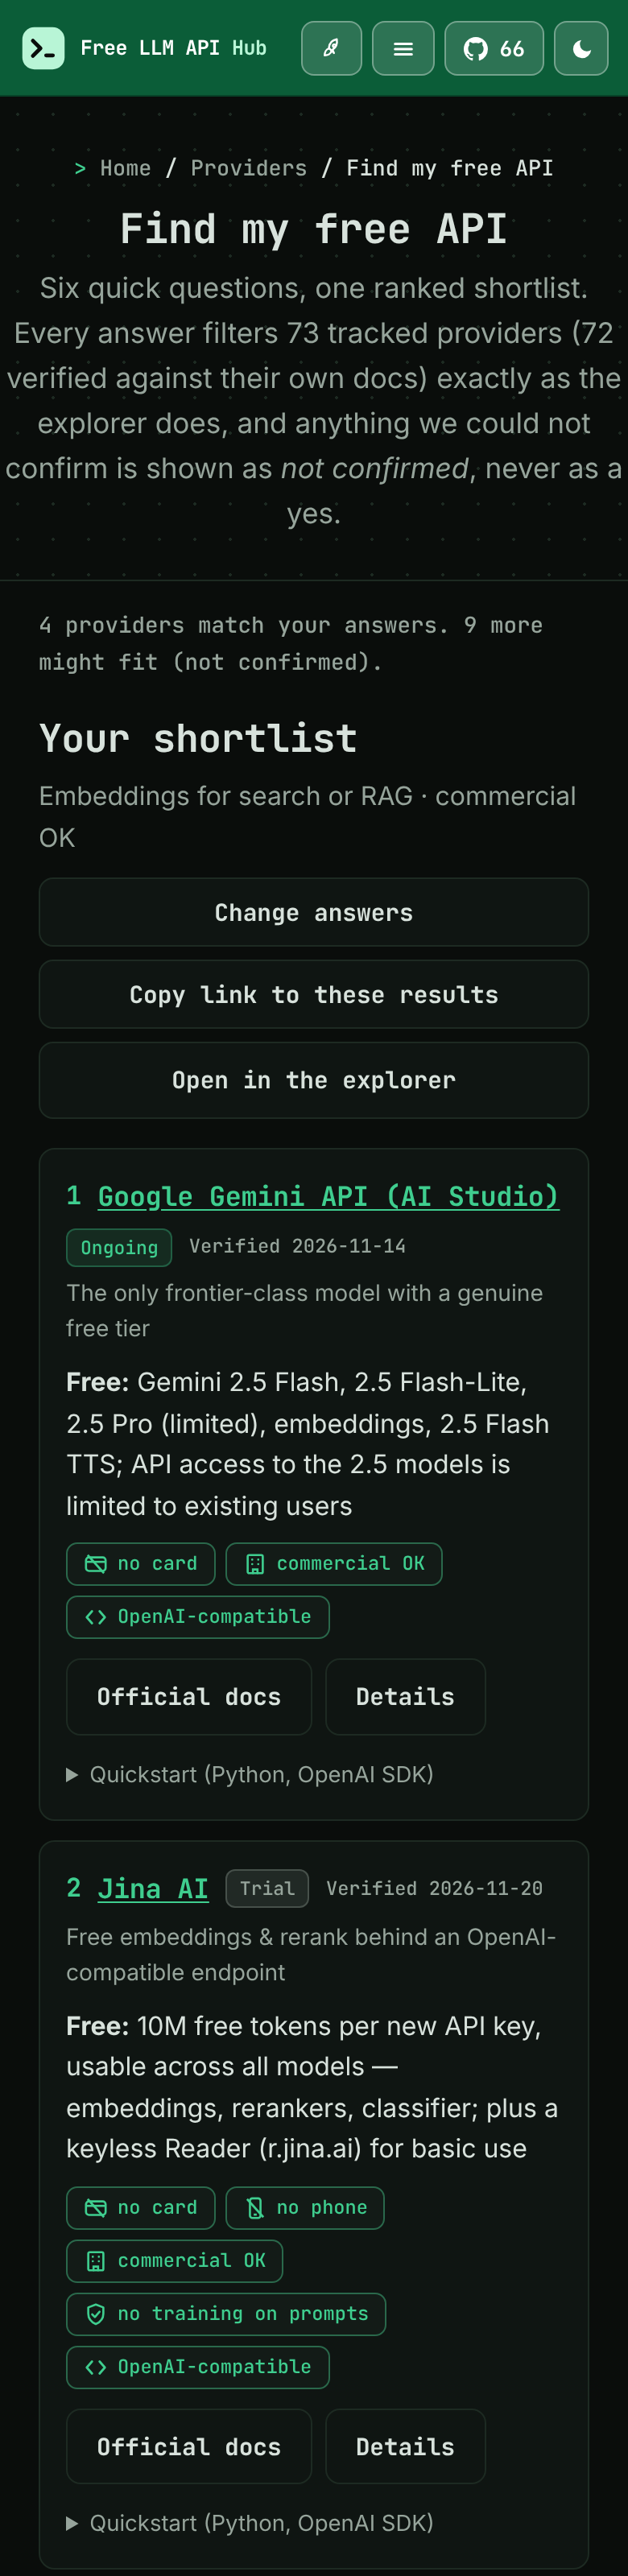 Free LLM API Hub
66
> Home / Providers / Find my free API
Find my free API
Six quick questions, one ranked shortlist.
Every answer filters 73 tracked providers (72
verified against their own docs) exactly as the
explorer does, and anything we could not
confirm is shown as not confirmed, never as a
yes.
4 providers match your answers. 9 more
might fit (not confirmed).
Your shortlist
Embeddings for search or RAG · commercial
OK
Change answers
Copy link to these results
Open in the explorer
1 Google Gemini API (AI Studio)
Ongoing Verified 2026-11-14
The only frontier-class model with a genuine
free tier
Free: Gemini 2.5 Flash, 2.5 Flash-Lite,
2.5 Pro (limited), embeddings, 2.5 Flash
TTS; API access to the 2.5 models is
limited to existing users
no card commercial OK
OpenAI-compatible
Official docs Details
▶ Quickstart (Python, OpenAI SDK)
2 Jina AI Trial Verified 2026-11-20
Free embeddings & rerank behind an OpenAI-
compatible endpoint
Free: 10M free tokens per new API key,
usable across all models —
embeddings, rerankers, classifier; plus a
keyless Reader (r.jina.ai) for basic use
no card no phone
commercial OK
no training on prompts
OpenAI-compatible
Official docs Details
▶ Quickstart (Python, OpenAI SDK)